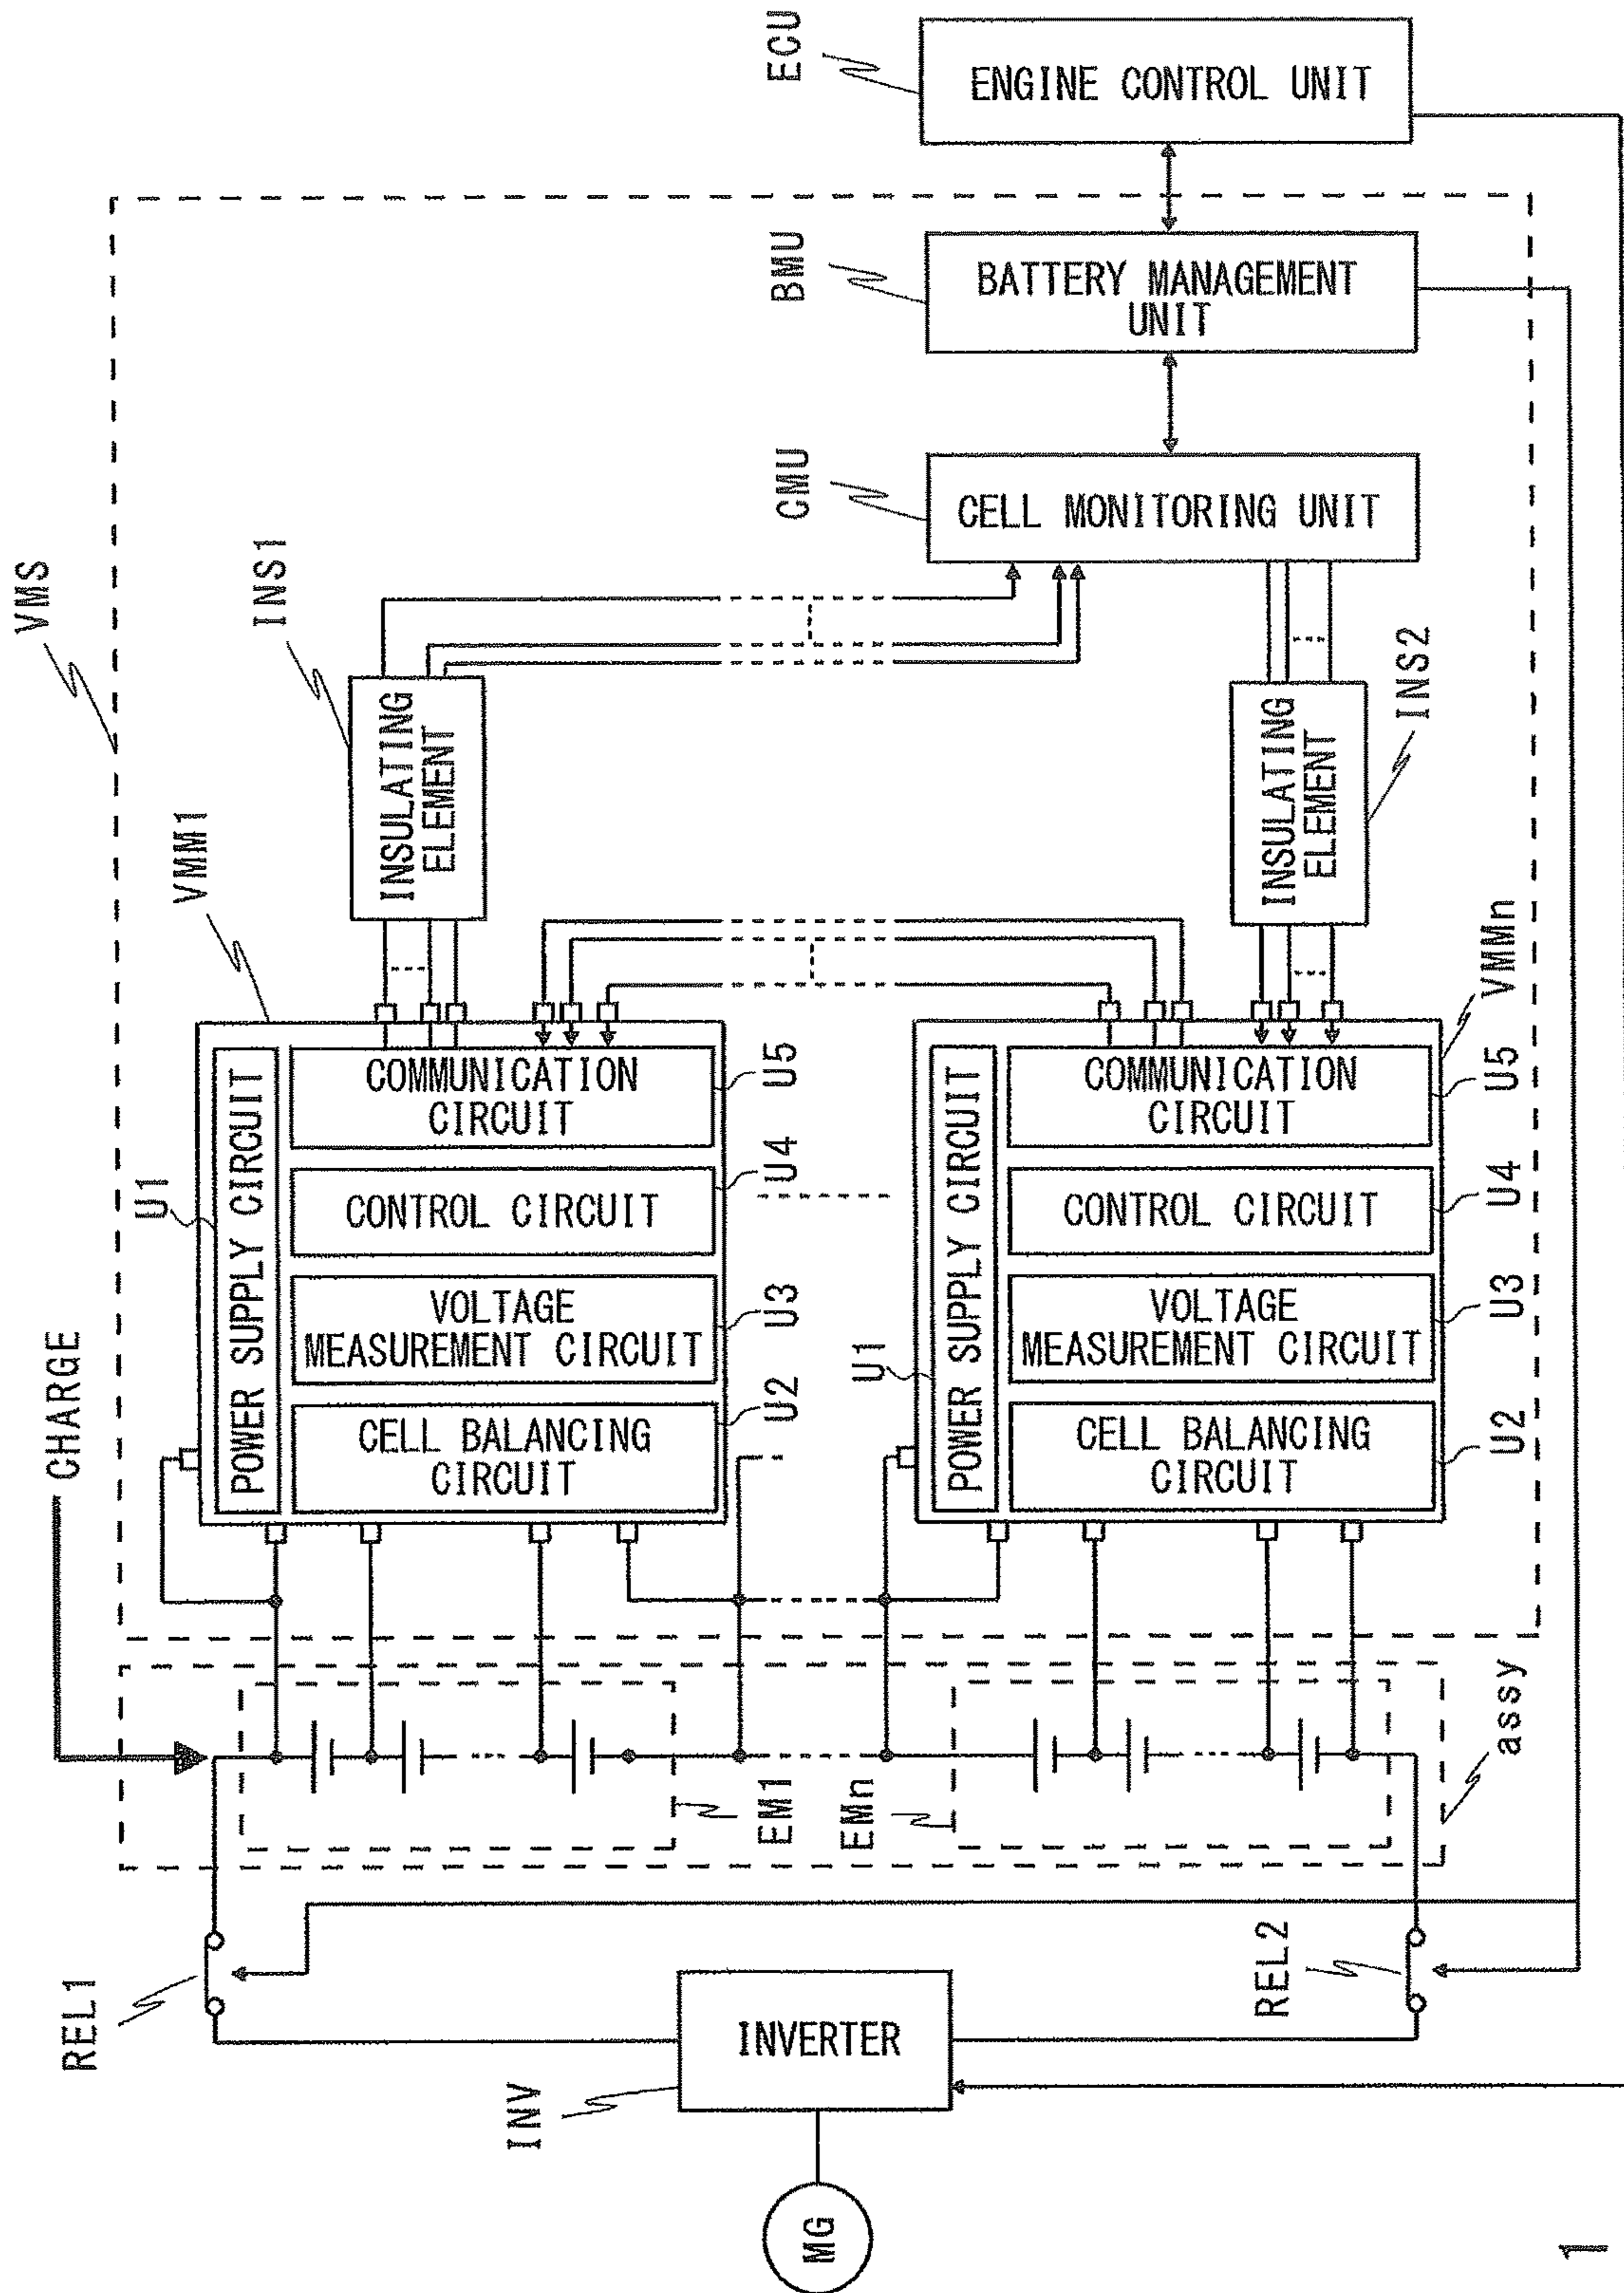 VMS
CHARGE
VMM1
INS1
ECU
ENGINE CONTROL UNIT
BMU
BATTERY MANAGEMENT
UNIT
CMU
CELL MONITORING UNIT
INSULATING
ELEMENT
INSULATING
ELEMENT
INS2
U1
POWER SUPPLY CIRCUIT
COMMUNICATION
CIRCUIT
U5
CONTROL CIRCUIT
U4
VOLTAGE
MEASUREMENT CIRCUIT
U3
CELL BALANCING
CIRCUIT
U2
VMMn
U1
POWER SUPPLY CIRCUIT
COMMUNICATION
CIRCUIT
U5
CONTROL CIRCUIT
U4
VOLTAGE
MEASUREMENT CIRCUIT
U3
CELL BALANCING
CIRCUIT
U2
EM1
EMn
assy
REL1
REL2
INV
INVERTER
MG
1